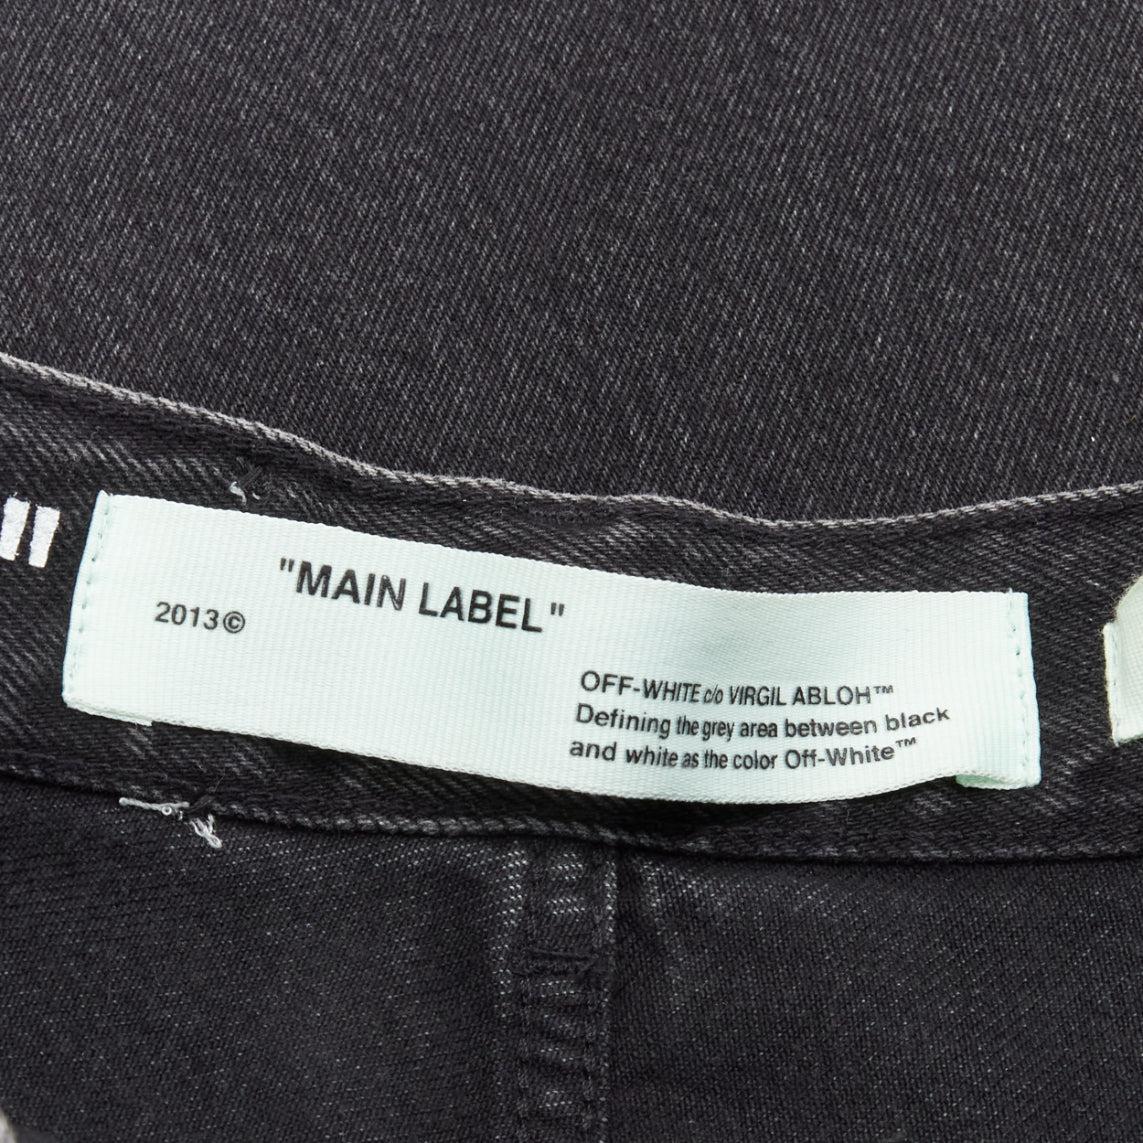 "
"MAIN LABEL"
2013©
OFF-WHITE c/o VIRGIL ABLOH™
Defining the grey area between black
and white as the color Off-White™